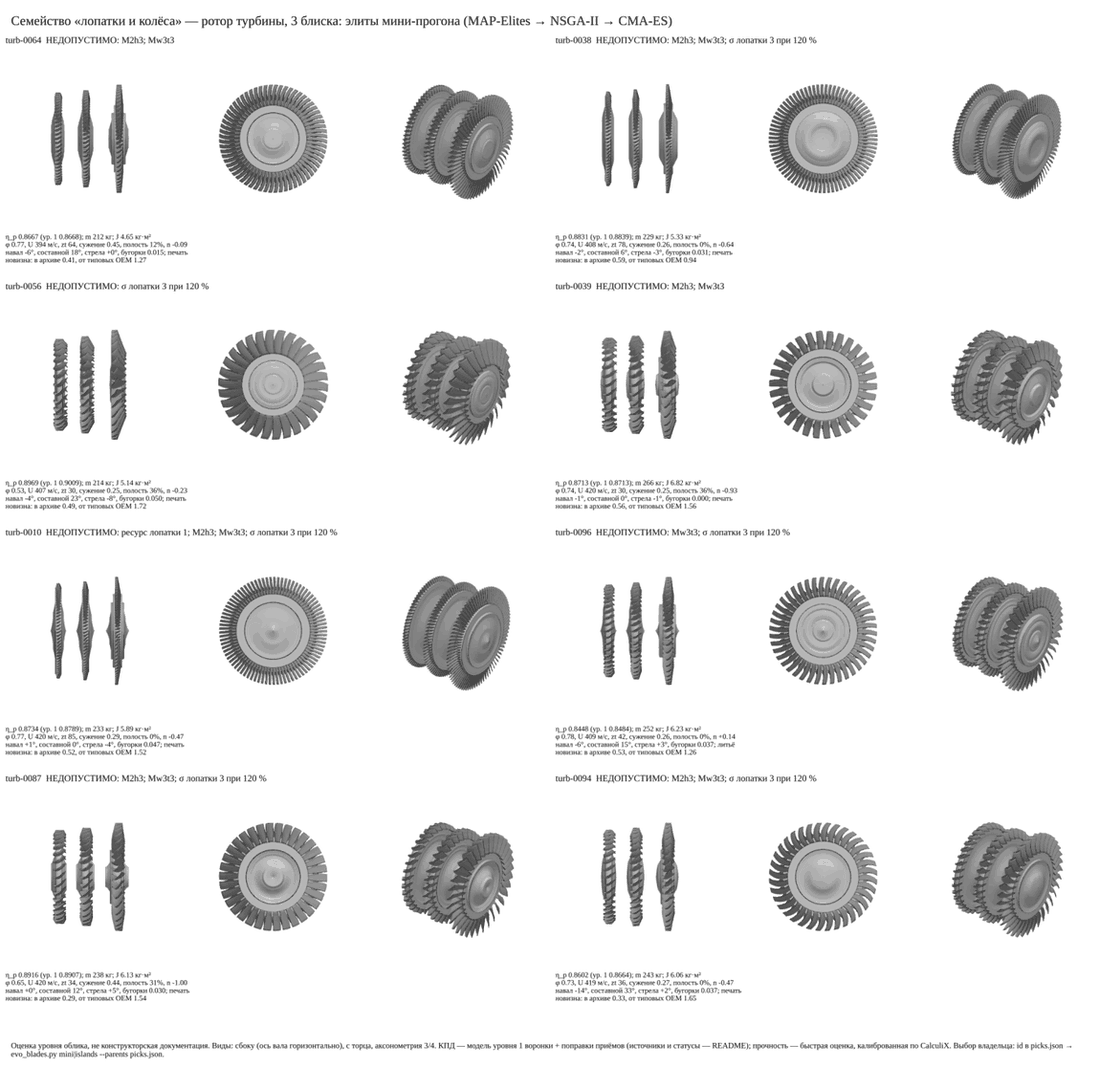 Семейство «лопатки и колёса» — ротор турбины, 3 блиска: элиты мини-прогона (MAP-Elites → NSGA-II → CMA-ES)
turb-0064 НЕДОПУСТИМО: M2h3; Mw3t3
turb-0038 НЕДОПУСТИМО: M2h3; Mw3t3; σ лопатки 3 при 120 %
η_p 0.8667 (ур. 1 0.8668); m 212 кг; J 4.65 кг·м²
φ 0.77, U 394 м/с, zt 64, сужение 0.45, полость 12%, n -0.09
навал -6°, составной 18°, стрела +0°, бугорки 0.015; печать
новизна: в архиве 0.41, от типовых OEM 1.27
η_p 0.8831 (ур. 1 0.8839); m 229 кг; J 5.33 кг·м²
φ 0.74, U 408 м/с, zt 78, сужение 0.26, полость 0%, n -0.64
навал -2°, составной 6°, стрела -3°, бугорки 0.031; печать
новизна: в архиве 0.59, от типовых OEM 0.94
turb-0056 НЕДОПУСТИМО: σ лопатки 3 при 120 %
turb-0039 НЕДОПУСТИМО: M2h3; Mw3t3
η_p 0.8969 (ур. 1 0.9009); m 214 кг; J 5.14 кг·м²
φ 0.53, U 407 м/с, zt 30, сужение 0.25, полость 36%, n -0.23
навал -4°, составной 23°, стрела -8°, бугорки 0.050; печать
новизна: в архиве 0.49, от типовых OEM 1.72
η_p 0.8713 (ур. 1 0.8713); m 266 кг; J 6.82 кг·м²
φ 0.74, U 420 м/с, zt 30, сужение 0.25, полость 36%, n -0.93
навал -1°, составной 0°, стрела -1°, бугорки 0.000; печать
новизна: в архиве 0.56, от типовых OEM 1.56
turb-0010 НЕДОПУСТИМО: ресурс лопатки 1; M2h3; Mw3t3; σ лопатки 3 при 120 %
turb-0096 НЕДОПУСТИМО: Mw3t3; σ лопатки 3 при 120 %
η_p 0.8734 (ур. 1 0.8789); m 233 кг; J 5.89 кг·м²
φ 0.77, U 420 м/с, zt 85, сужение 0.29, полость 0%, n -0.47
навал +1°, составной 0°, стрела -4°, бугорки 0.047; печать
новизна: в архиве 0.52, от типовых OEM 1.52
η_p 0.8448 (ур. 1 0.8484); m 252 кг; J 6.23 кг·м²
φ 0.78, U 409 м/с, zt 42, сужение 0.26, полость 0%, n +0.14
навал -6°, составной 15°, стрела +3°, бугорки 0.037; литьё
новизна: в архиве 0.53, от типовых OEM 1.26
turb-0087 НЕДОПУСТИМО: M2h3; Mw3t3; σ лопатки 3 при 120 %
turb-0094 НЕДОПУСТИМО: M2h3; Mw3t3; σ лопатки 3 при 120 %
η_p 0.8916 (ур. 1 0.8907); m 238 кг; J 6.13 кг·м²
φ 0.65, U 420 м/с, zt 34, сужение 0.44, полость 31%, n -1.00
навал +0°, составной 12°, стрела +5°, бугорки 0.030; печать
новизна: в архиве 0.29, от типовых OEM 1.54
η_p 0.8602 (ур. 1 0.8664); m 243 кг; J 6.06 кг·м²
φ 0.73, U 419 м/с, zt 36, сужение 0.27, полость 0%, n -0.47
навал -14°, составной 33°, стрела +2°, бугорки 0.037; печать
новизна: в архиве 0.33, от типовых OEM 1.65
Оценка уровня облика, не конструкторская документация. Виды: сбоку (ось вала горизонтально), с торца, аксонометрия 3/4. КПД — модель уровня 1 воронки + поправки приёмов (источники и статусы — README); прочность — быстрая оценка, калиброванная по CalculiX. Выбор владельца: id в picks.json →
evo_blades.py mini|islands --parents picks.json.